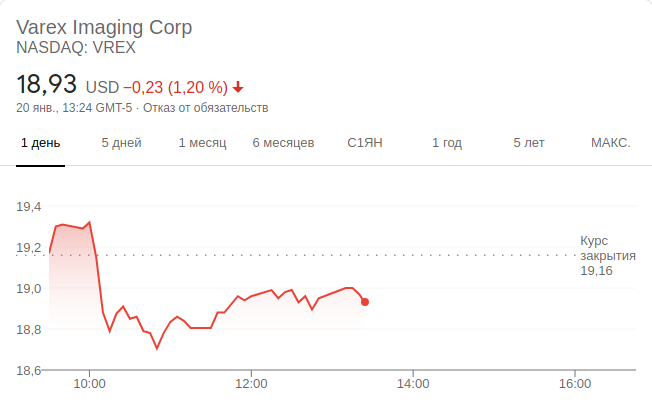 Varex Imaging Corp
NASDAQ: VREX
18,93 USD −0,23 (1,20 %)
20 янв., 13:24 GMT-5 · Отказ от обязательств
1 день 5 дней 1 месяц 6 месяцев С1ЯН 1 год 5 лет МАКС.
19,4
19,2
19,0
18,8
18,6
Курс
закрытия
19,16
10:00 12:00 14:00 16:00